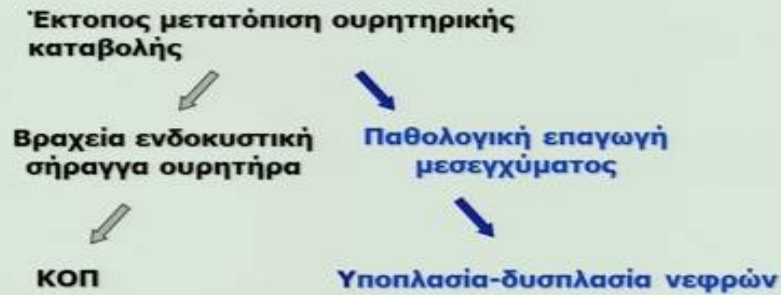 Έκτοπος μετατόπιση ουρητηρικής
καταβολής
Βραχεία ενδοκυστική
σήραγγα ουρητήρα
Παθολογική επαγωγή
μεσεγχύματος
ΚΟΠ
Υποπλασία-δυσπλασία νεφρών